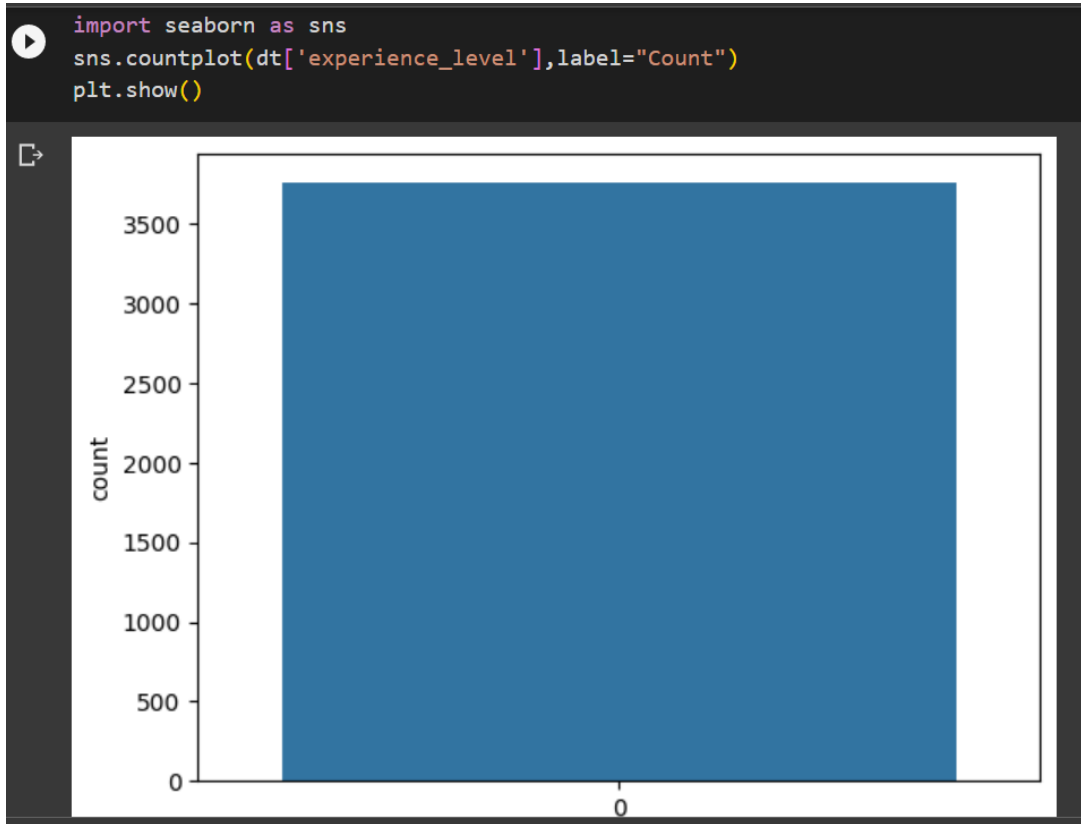 import seaborn as sns
sns.countplot(dt['experience_level'],label="Count")
plt.show()
3500
3000
2500
2000
1500
1000
500
0
count
0